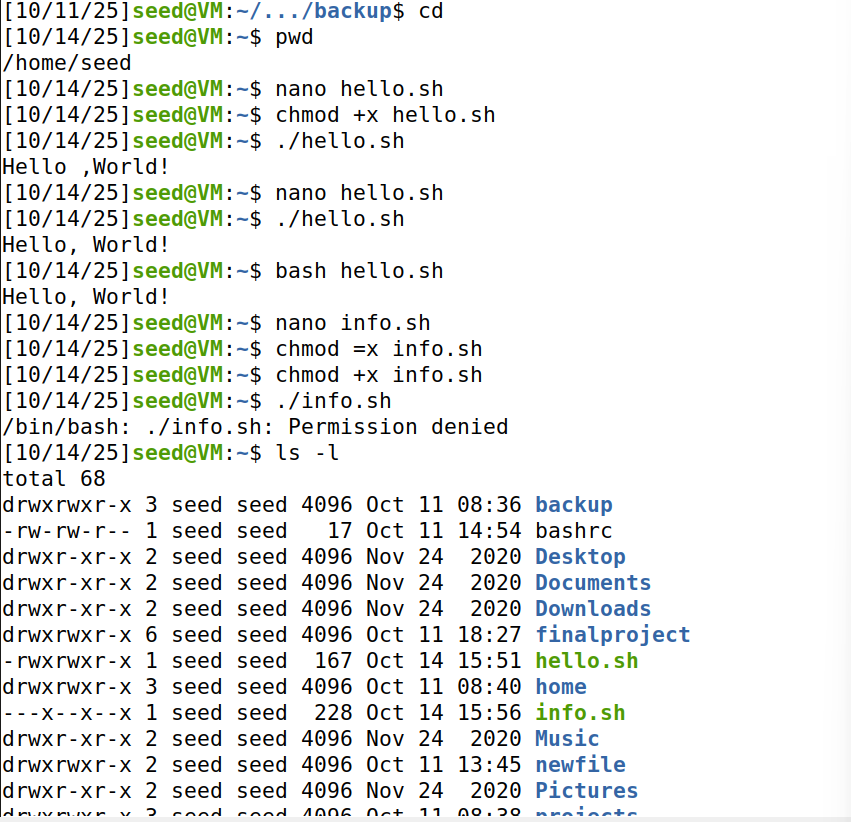 [10/11/25]seed@VM:~/.../backup$ cd
[10/14/25]seed@VM:~$ pwd
/home/seed
[10/14/25]seed@VM:~$ nano hello.sh
[10/14/25]seed@VM:~$ chmod +x hello.sh
[10/14/25]seed@VM:~$ ./hello.sh
Hello ,World!
[10/14/25]seed@VM:~$ nano hello.sh
[10/14/25]seed@VM:~$ ./hello.sh
Hello, World!
[10/14/25]seed@VM:~$ bash hello.sh
Hello, World!
[10/14/25]seed@VM:~$ nano info.sh
[10/14/25]seed@VM:~$ chmod =x info.sh
[10/14/25]seed@VM:~$ chmod +x info.sh
[10/14/25]seed@VM:~$ ./info.sh
/bin/bash: ./info.sh: Permission denied
[10/14/25]seed@VM:~$ ls -l
total 68
drwxrwxr-x 3 seed seed 4096 Oct 11 08:36 backup
-rw-rw-r-- 1 seed seed   17 Oct 11 14:54 bashrc
drwxr-xr-x 2 seed seed 4096 Nov 24  2020 Desktop
drwxr-xr-x 2 seed seed 4096 Nov 24  2020 Documents
drwxr-xr-x 2 seed seed 4096 Nov 24  2020 Downloads
drwxrwxr-x 6 seed seed 4096 Oct 11 18:27 finalproject
-rwxrwxr-x 1 seed seed  167 Oct 14 15:51 hello.sh
drwxrwxr-x 3 seed seed 4096 Oct 11 08:40 home
---x--x--x 1 seed seed  228 Oct 14 15:56 info.sh
drwxr-xr-x 2 seed seed 4096 Nov 24  2020 Music
drwxrwxr-x 2 seed seed 4096 Oct 11 13:45 newfile
drwxr-xr-x 2 seed seed 4096 Nov 24  2020 Pictures
drwxrwxr-x 3 seed seed 4096 Oct 11 08:38 projects